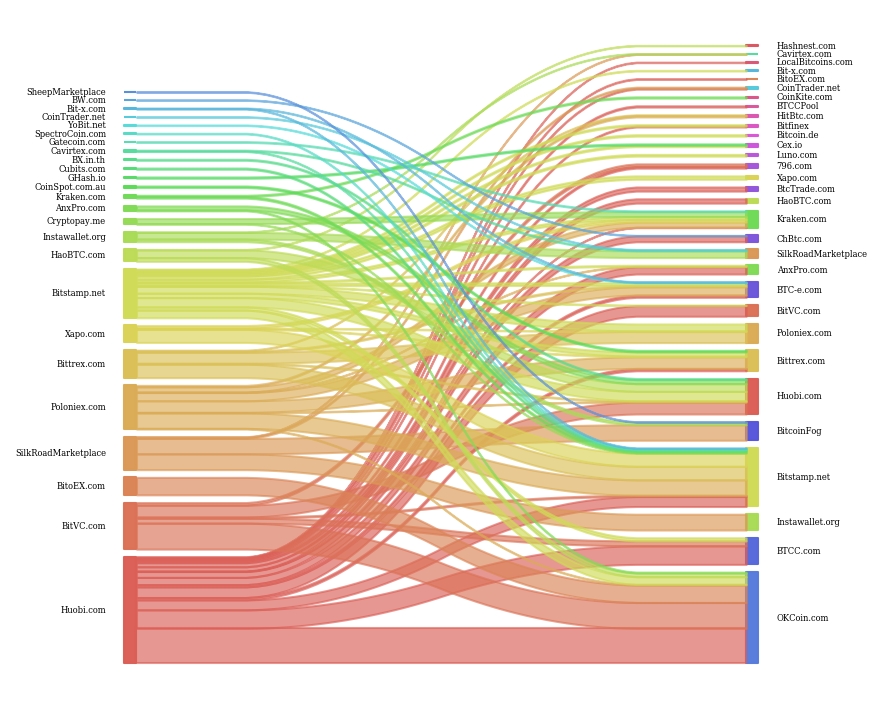 SheepMarketplace
BW.com
Bit-x.com
CoinTrader.net
YoBit.net
SpectroCoin.com
Gatecoin.com
Cavirtex.com
BX.in.th
Cubits.com
GHash.io
CoinSpot.com.au
Kraken.com
AnxPro.com
Cryptopay.me
Instawallet.org
HaoBTC.com
Bitstamp.net
Xapo.com
Bittrex.com
Poloniex.com
SilkRoadMarketplace
BitoEX.com
BitVC.com
Huobi.com
Hashnest.com
Cavirtex.com
LocalBitcoins.com
Bit-x.com
BitoEX.com
CoinTrader.net
CoinKite.com
BTCCPool
HitBtc.com
Bitfinex
Bitcoin.de
Cex.io
Luno.com
796.com
Xapo.com
BtcTrade.com
HaoBTC.com
Kraken.com
ChBtc.com
SilkRoadMarketplace
AnxPro.com
BTC-e.com
BitVC.com
Poloniex.com
Bittrex.com
Huobi.com
BitcoinFog
Bitstamp.net
Instawallet.org
BTCC.com
OKCoin.com